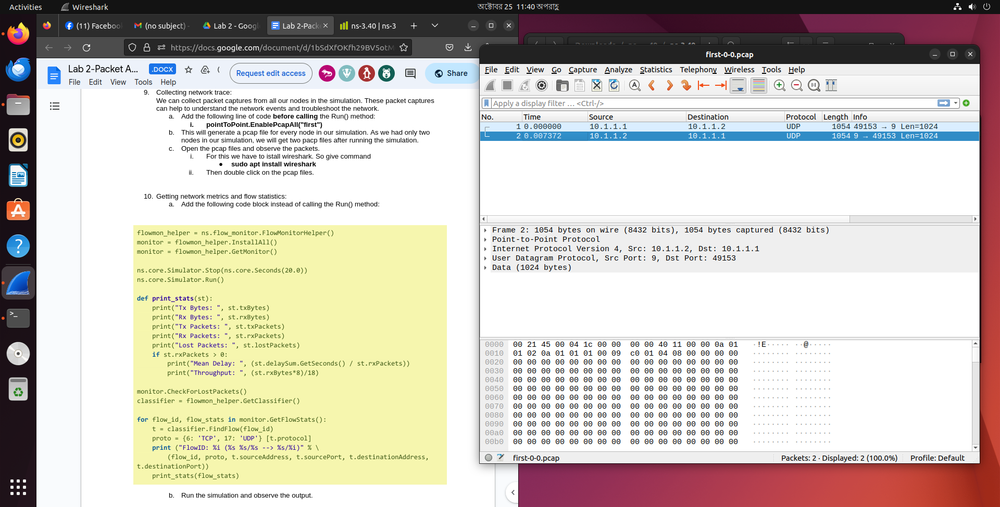 Activities
Wireshark
অক্টোবর 25 11:40 অপরাহ্ণ
(11) Facebook
(no subject) -
Lab 2 - Googl
Lab 2-Packe
ns-3.40 | ns-3
https://docs.google.com/document/d/1bSdXfOKfh29BV5otM
Lab 2-Packet A...
.DOCX
File Edit View Tools Help
Request edit access
Share
9. Collecting network trace:
We can collect packet captures from all our nodes in the simulation. These packet captures
can help to understand the network events and troubleshoot the network.
a. Add the following line of code before calling the Run() method:
i. pointToPoint.EnablePcapAll("first")
b. This will generate a pcap file for every node in our simulation. As we had only two
nodes in our simulation, we will get two pacp files after running the simulation.
c. Open the pcap files and observe the packets.
i. For this we have to istall wireshark. So give command
● sudo apt install wireshark
ii. Then double click on the pcap files.
10. Getting network metrics and flow statistics:
a. Add the following code block instead of calling the Run() method:
flowmon_helper = ns.flow_monitor.FlowMonitorHelper()
monitor = flowmon_helper.InstallAll()
monitor = flowmon_helper.GetMonitor()
ns.core.Simulator.Stop(ns.core.Seconds(20.0))
ns.core.Simulator.Run()
def print_stats(st):
print("Tx Bytes: ", st.txBytes)
print("Rx Bytes: ", st.rxBytes)
print("Tx Packets: ", st.txPackets)
print("Rx Packets: ", st.rxPackets)
print("Lost Packets: ", st.lostPackets)
if st.rxPackets > 0:
print("Mean Delay: ", (st.delaySum.GetSeconds() / st.rxPackets))
print("Throughput: ", (st.rxBytes*8)/18)
monitor.CheckForLostPackets()
classifier = flowmon_helper.GetClassifier()
for flow_id, flow_stats in monitor.GetFlowStats():
t = classifier.FindFlow(flow_id)
proto = {6: 'TCP', 17: 'UDP'} [t.protocol]
print ("FlowID: %i (%s %s/%s --> %s/%i)" % \
(flow_id, proto, t.sourceAddress, t.sourcePort, t.destinationAddress,
t.destinationPort))
print_stats(flow_stats)
b. Run the simulation and observe the output.
first-0-0.pcap
File Edit View Go Capture Analyze Statistics Telephony Wireless Tools Help
Apply a display filter … <Ctrl-/>
No. Time Source Destination Protocol Length Info
1 0.000000 10.1.1.1 10.1.1.2 UDP 1054 49153 → 9 Len=1024
2 0.007372 10.1.1.2 10.1.1.1 UDP 1054 9 → 49153 Len=1024
Frame 2: 1054 bytes on wire (8432 bits), 1054 bytes captured (8432 bits)
Point-to-Point Protocol
Internet Protocol Version 4, Src: 10.1.1.2, Dst: 10.1.1.1
User Datagram Protocol, Src Port: 9, Dst Port: 49153
Data (1024 bytes)
0000 00 21 45 00 04 1c 00 00 00 00 40 11 00 00 0a 01 ·!E····· ··@·····
0010 01 02 0a 01 01 01 00 09 c0 01 04 08 00 00 00 00 ········ ········
0020 00 00 00 00 00 00 00 00 00 00 00 00 00 00 00 00 ········ ········
0030 00 00 00 00 00 00 00 00 00 00 00 00 00 00 00 00 ········ ········
0040 00 00 00 00 00 00 00 00 00 00 00 00 00 00 00 00 ········ ········
0050 00 00 00 00 00 00 00 00 00 00 00 00 00 00 00 00 ········ ········
0060 00 00 00 00 00 00 00 00 00 00 00 00 00 00 00 00 ········ ········
0070 00 00 00 00 00 00 00 00 00 00 00 00 00 00 00 00 ········ ········
0080 00 00 00 00 00 00 00 00 00 00 00 00 00 00 00 00 ········ ········
0090 00 00 00 00 00 00 00 00 00 00 00 00 00 00 00 00 ········ ········
00a0 00 00 00 00 00 00 00 00 00 00 00 00 00 00 00 00 ········ ········
00b0 00 00 00 00 00 00 00 00 00 00 00 00 00 00 00 00 ········ ········
first-0-0.pcap
Packets: 2 · Displayed: 2 (100.0%)
Profile: Default